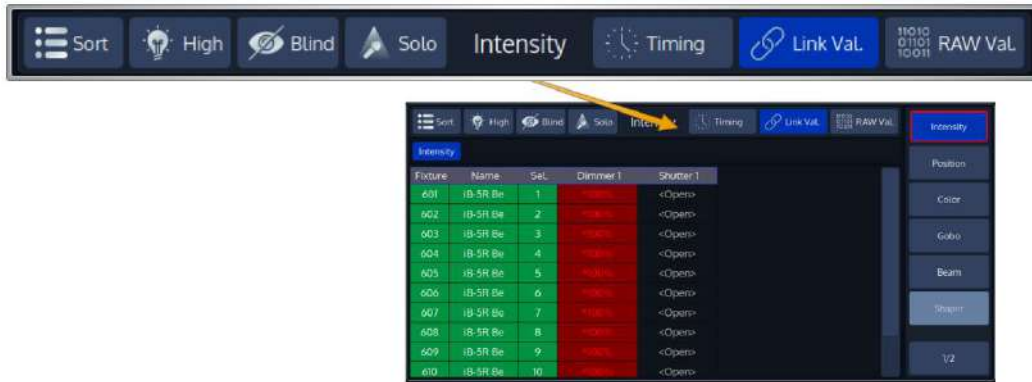 Sort High Blind Solo Intensity Timing Link Val. 11010 01101 10011 RAW Val.
Sort High Blind Solo Timing Link Val. RAW Val. Intensity
Intensity
Position
Fixture Name Sel. Dimmer 1 Shutter 1
601 iB-5R Be 1 <Open>
Color
602 iB-5R Be 2 <Open>
603 iB-5R Be 3 <Open>
Gobo
604 iB-5R Be 4 <Open>
605 iB-5R Be 5 <Open>
Beam
606 iB-5R Be 6 <Open>
607 iB-5R Be 7 <Open>
Shaper
608 iB-5R Be 8 <Open>
609 iB-5R Be 9 <Open>
1/2
610 iB-5R Be 10 <Open>